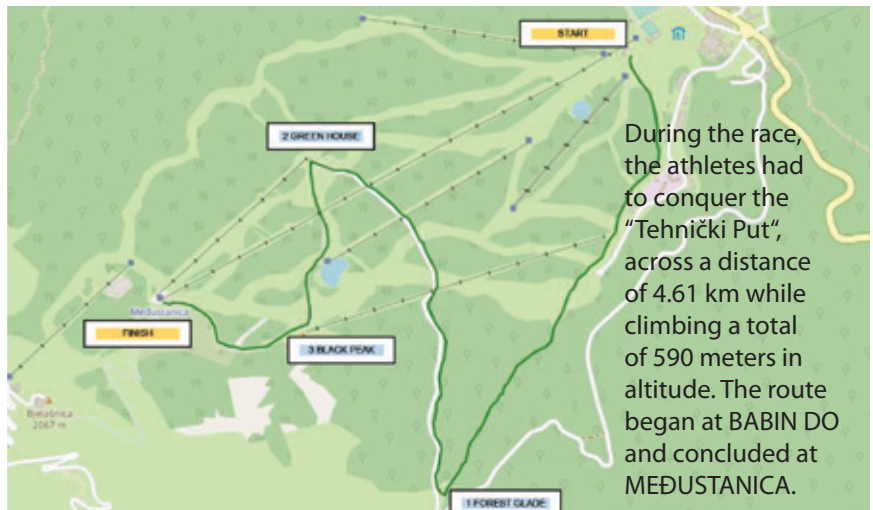 START
2 GREEN HOUSE
Međustanica
FINISH
3 BLACK PEAK
Bjelašnica
2067 m
1 FOREST GLADE
During the race,
the athletes had
to conquer the
“Tehnički Put“,
across a distance
of 4.61 km while
climbing a total
of 590 meters in
altitude. The route
began at BABIN DO
and concluded at
MEĐUSTANICA.